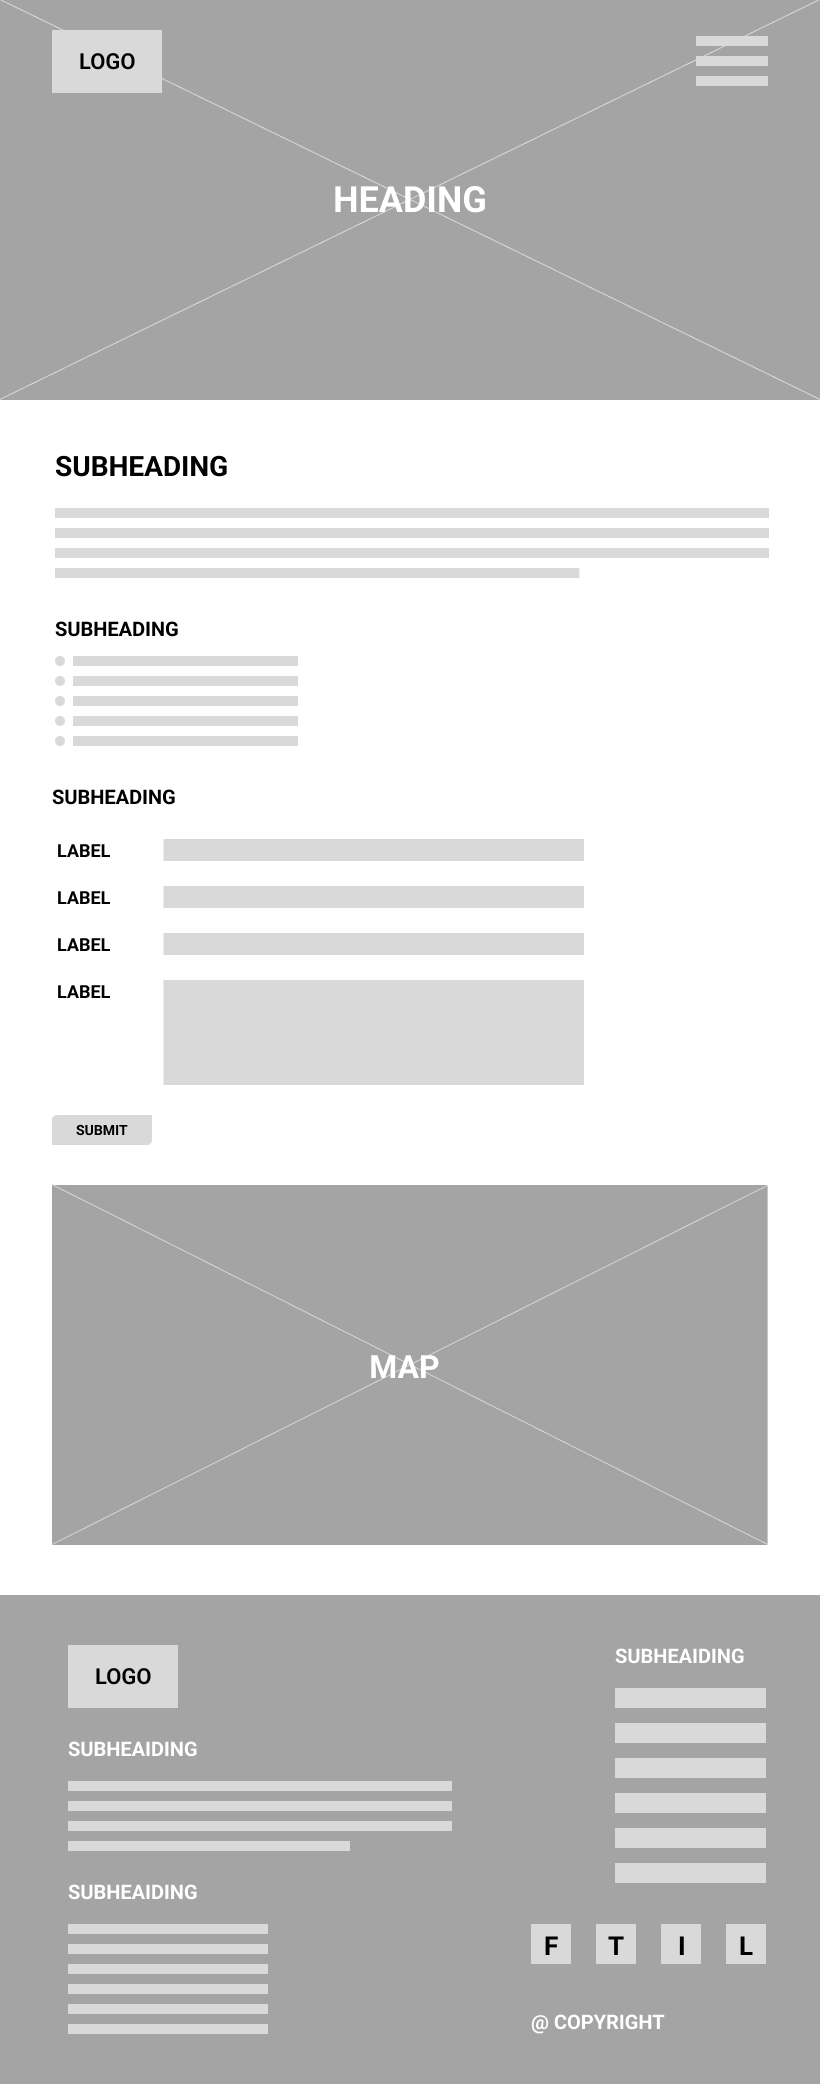 LOGO
HEADING
SUBHEADING
SUBHEADING
SUBHEADING
LABEL
LABEL
LABEL
LABEL
SUBMIT
MAP
LOGO
SUBHEAIDING
SUBHEAIDING
SUBHEAIDING
F T I L
@ COPYRIGHT